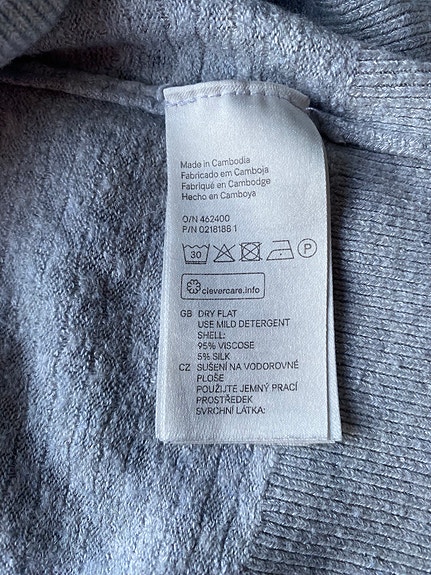 Made in Cambodia
Fabricado em Camboja
Fabriqué en Cambodge
Hecho en Camboya
O/N 462400
P/N 0218188 1
30 P
clevercare.info
GB DRY FLAT
USE MILD DETERGENT
SHELL:
95% VISCOSE
5% SILK
CZ SUŠENÍ NA VODOROVNÉ
PLOŠE
POUŽIJTE JEMNÝ PRACÍ
PROSTŘEDEK
SVRCHNÍ LÁTKA: